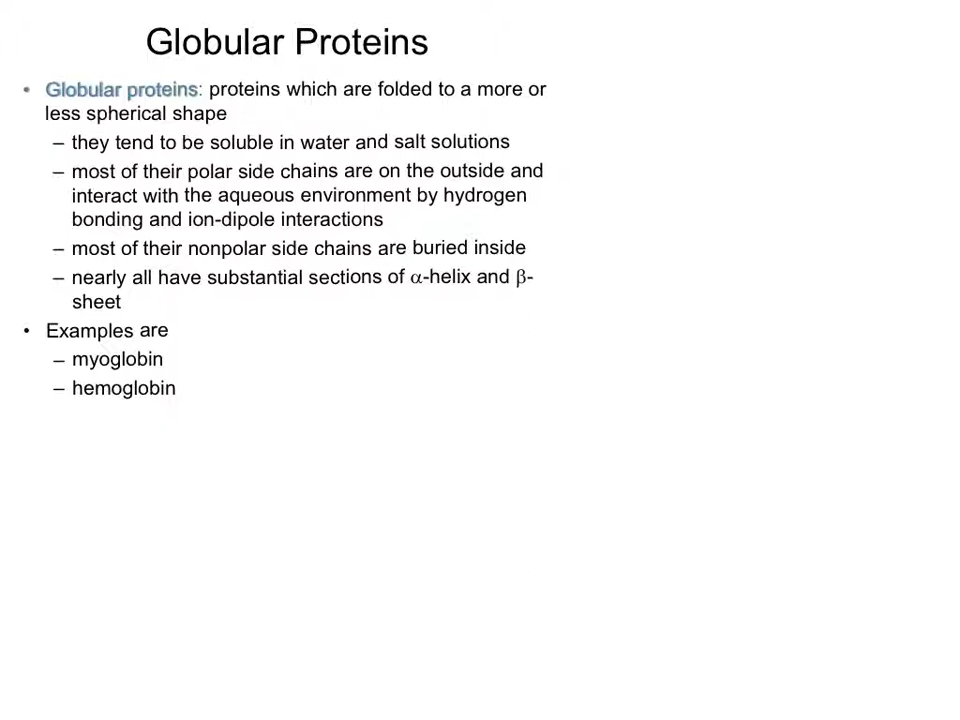 Globular Proteins
• Globular proteins: proteins which are folded to a more or
less spherical shape
– they tend to be soluble in water and salt solutions
– most of their polar side chains are on the outside and
interact with the aqueous environment by hydrogen
bonding and ion-dipole interactions
– most of their nonpolar side chains are buried inside
– nearly all have substantial sections of α-helix and β-
sheet
• Examples are
– myoglobin
– hemoglobin